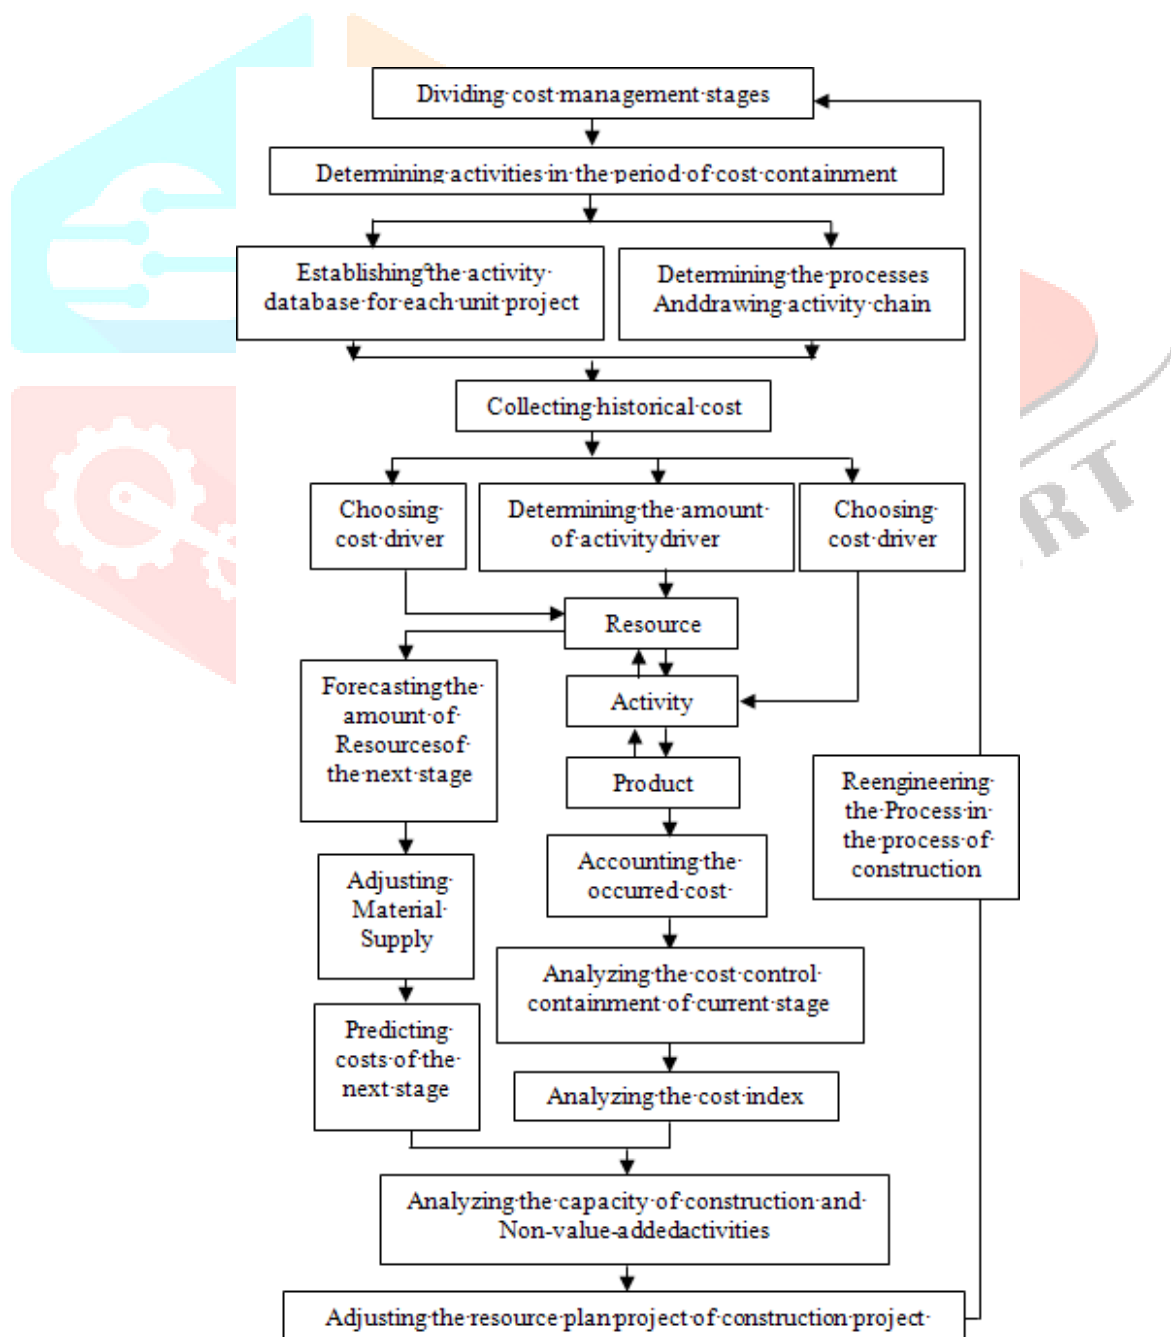 Dividing cost management stages
Determining activities in the period of cost containment
Establishing the activity
database for each unit project
Determining the processes
Anddrawing activity chain
Collecting historical cost
Choosing
cost driver
Determining the amount
of activity driver
Choosing
cost driver
Resource
Forecasting the
amount of
Resources of
the next stage
Activity
Product
Reengineering
the Process in
the process of
construction
Accounting the
occurred cost
Adjusting
Material
Supply
Analyzing the cost control
containment of current stage
Predicting
costs of the
next stage
Analyzing the cost index
Analyzing the capacity of construction and
Non-value-added activities
Adjusting the resource plan project of construction project
RT